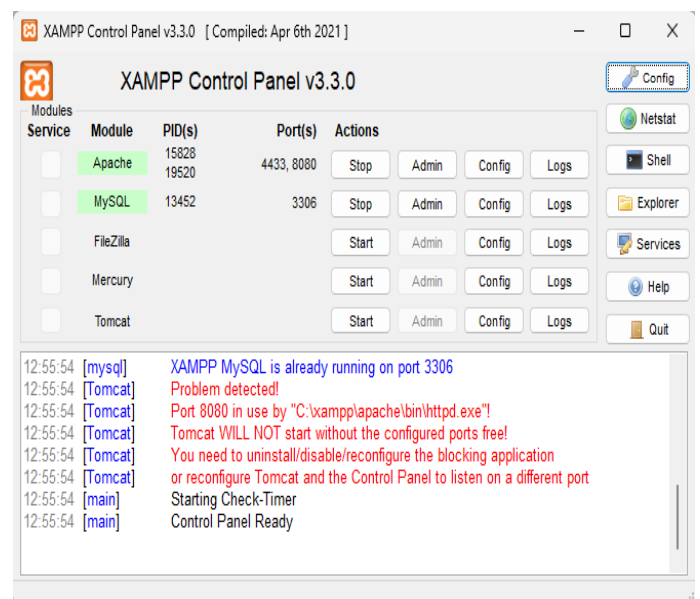 XAMPP Control Panel v3.3.0 [ Compiled: Apr 6th 2021 ]
XAMPP Control Panel v3.3.0
Config
Modules
Service Module PID(s) Port(s) Actions
Netstat
Apache 15828 19520 4433, 8080 Stop Admin Config Logs
Shell
MySQL 13452 3306 Stop Admin Config Logs
Explorer
FileZilla Start Admin Config Logs
Services
Mercury Start Admin Config Logs
Help
Tomcat Start Admin Config Logs
Quit
12:55:54 [mysql] XAMPP MySQL is already running on port 3306
12:55:54 [Tomcat] Problem detected!
12:55:54 [Tomcat] Port 8080 in use by "C:\xampp\apache\bin\httpd.exe"!
12:55:54 [Tomcat] Tomcat WILL NOT start without the configured ports free!
12:55:54 [Tomcat] You need to uninstall/disable/reconfigure the blocking application
12:55:54 [Tomcat] or reconfigure Tomcat and the Control Panel to listen on a different port
12:55:54 [main] Starting Check-Timer
12:55:54 [main] Control Panel Ready